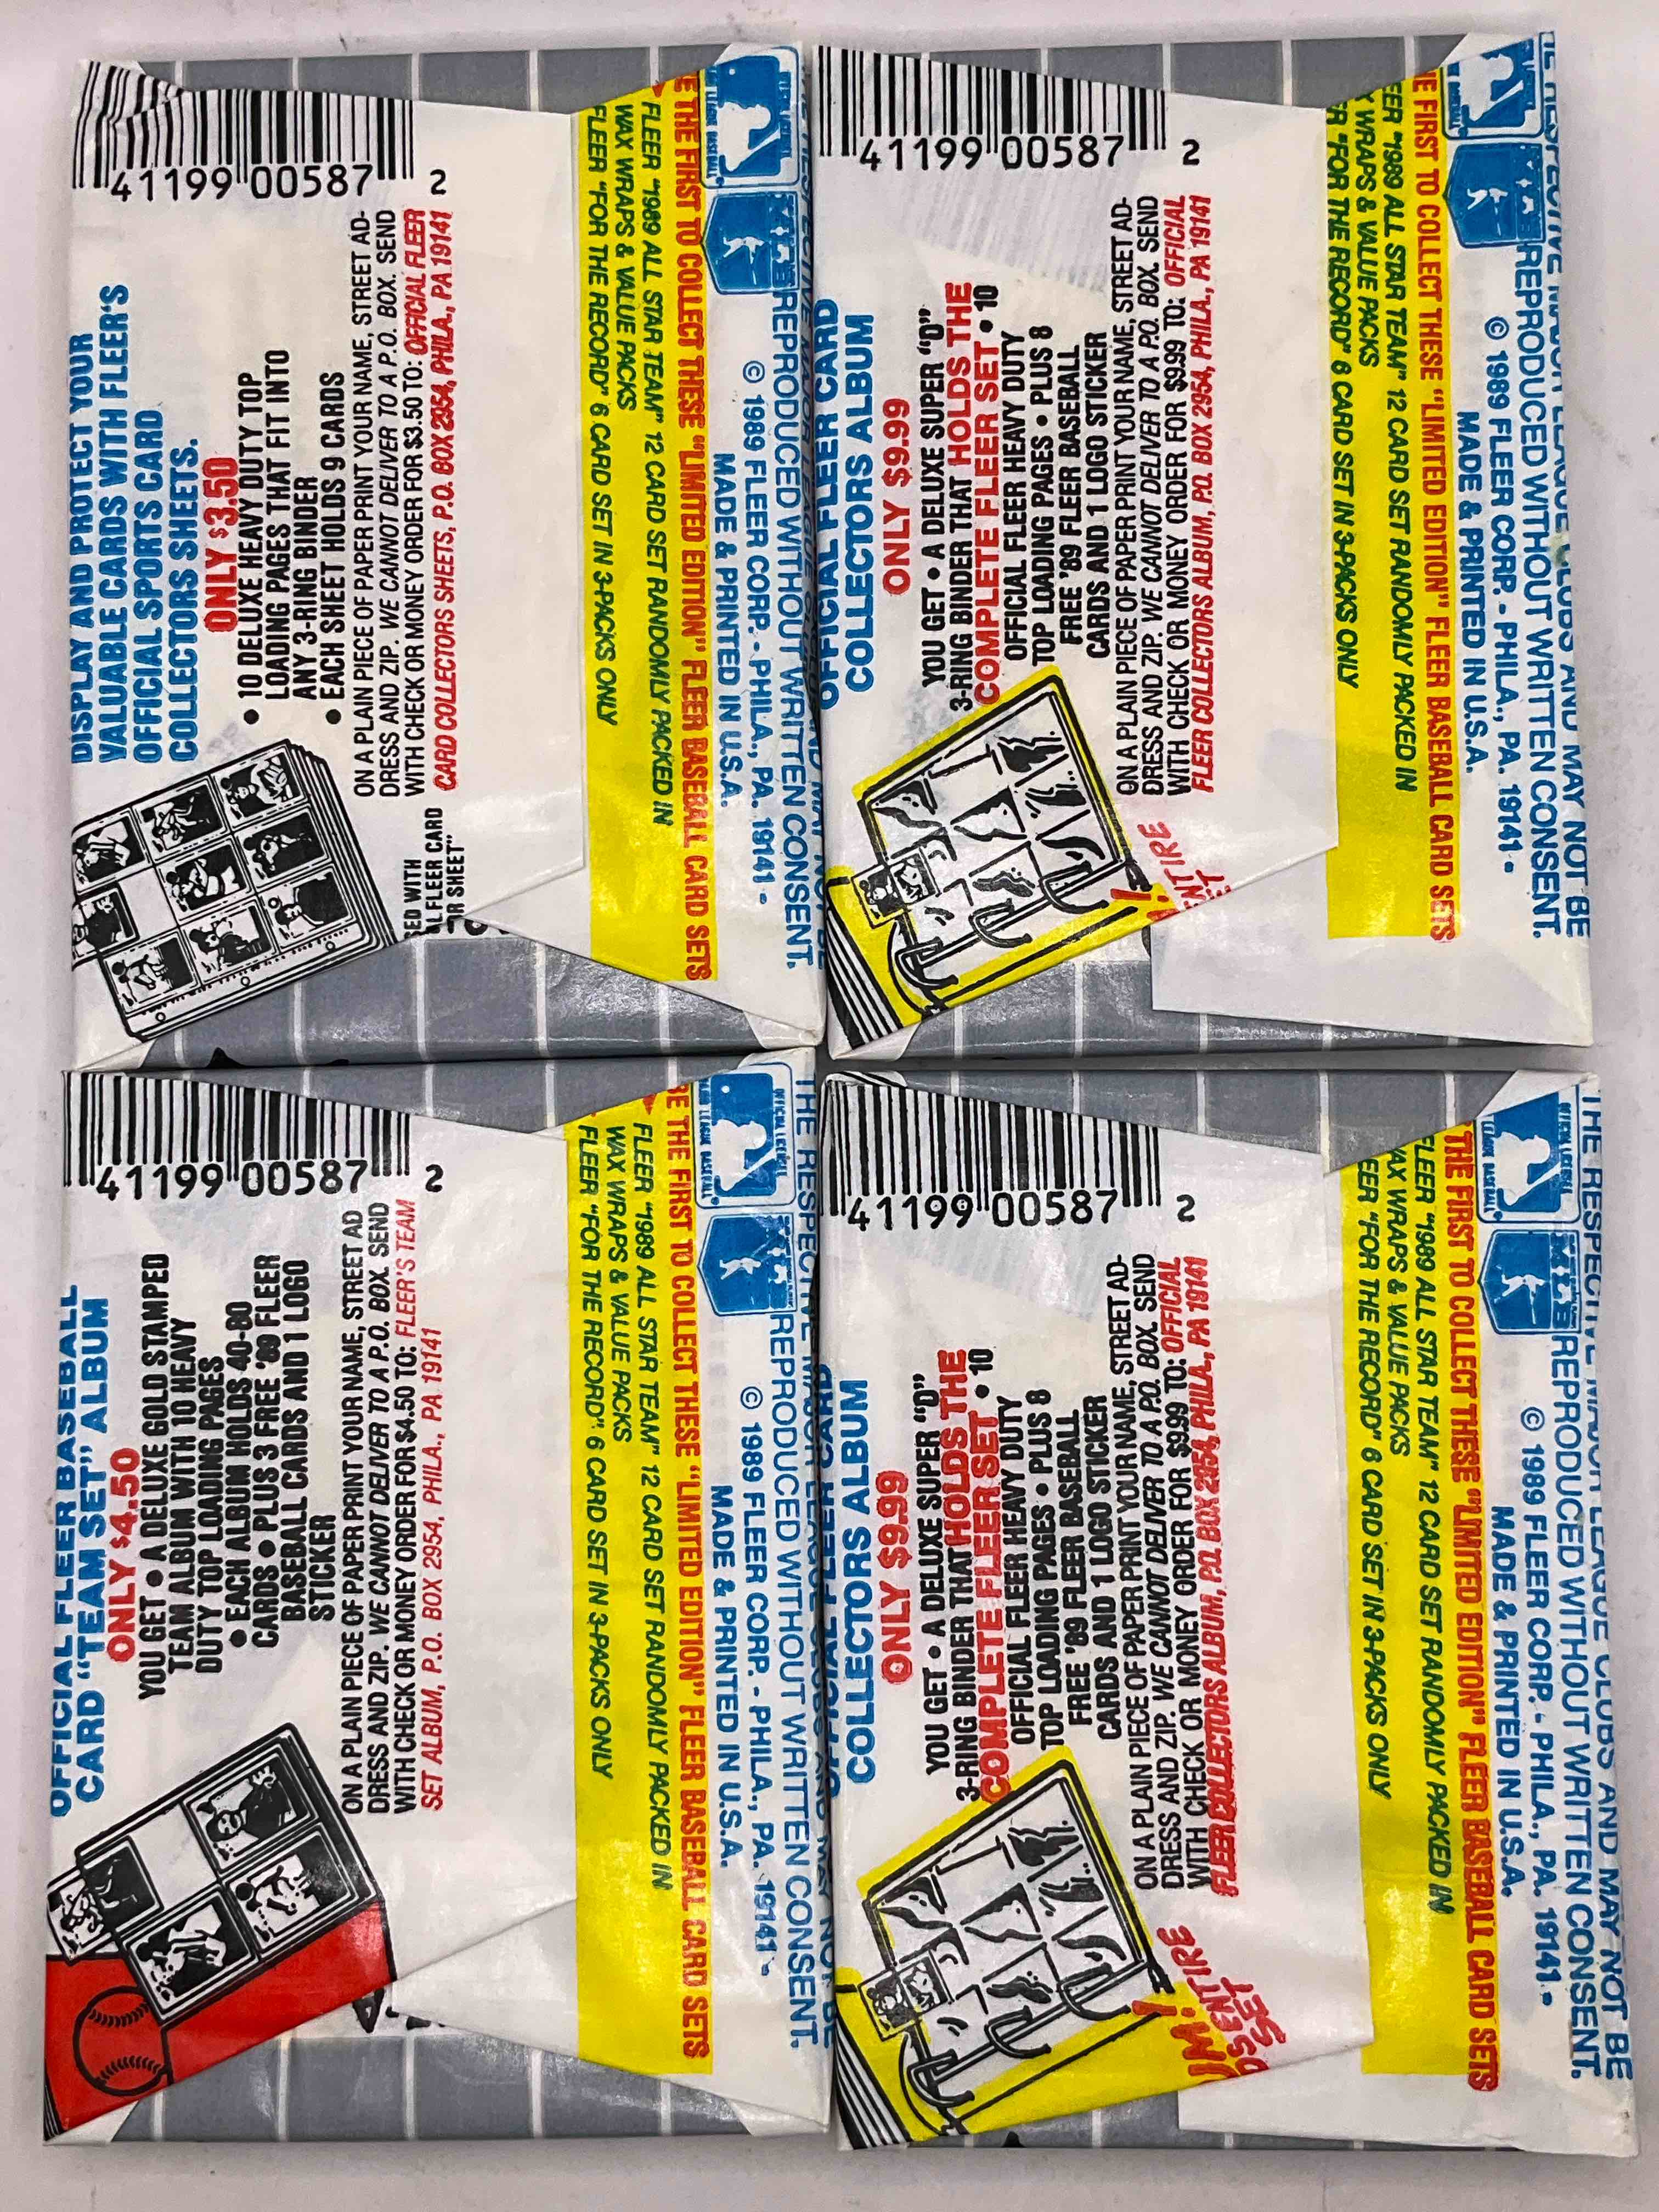 41199 00587 2
DISPLAY AND PROTECT YOUR
VALUABLE CARDS WITH FLEER'S
OFFICIAL SPORTS CARD
COLLECTORS SHEETS.
ONLY $3.50
• 10 DELUXE HEAVY DUTY TOP
LOADING PAGES THAT FIT INTO
ANY 3-RING BINDER
• EACH SHEET HOLDS 9 CARDS
ON A PLAIN PIECE OF PAPER PRINT YOUR NAME, STREET AD-
DRESS AND ZIP. WE CANNOT DELIVER TO A P.O. BOX. SEND
WITH CHECK OR MONEY ORDER FOR $3.50 TO: OFFICIAL FLEER
CARD COLLECTORS SHEETS, P.O. BOX 2954, PHILA., PA 19141
ED WITH
L FLEER CARD
R SHEET"
E THE FIRST TO COLLECT THESE "LIMITED EDITION" FLEER BASEBALL CARD SETS
FLEER "1989 ALL STAR TEAM" 12 CARD SET RANDOMLY PACKED IN
WAX WRAPS & VALUE PACKS
FLEER "FOR THE RECORD" 6 CARD SET IN 3-PACKS ONLY
REPRODUCED WITHOUT WRITTEN CONSENT.
© 1989 FLEER CORP. - PHILA., PA. 19141 -
MADE & PRINTED IN U.S.A.
41199 00587 2
OFFICIAL FLEER CARD
COLLECTORS ALBUM
ONLY $9.99
YOU GET • A DELUXE SUPER "D"
3-RING BINDER THAT HOLDS THE
COMPLETE FLEER SET • 10
OFFICIAL FLEER HEAVY DUTY
TOP LOADING PAGES • PLUS 8
FREE '89 FLEER BASEBALL
CARDS AND 1 LOGO STICKER
ON A PLAIN PIECE OF PAPER PRINT YOUR NAME, STREET AD-
DRESS AND ZIP. WE CANNOT DELIVER TO A P.O. BOX. SEND
WITH CHECK OR MONEY ORDER FOR $9.99 TO: OFFICIAL
FLEER COLLECTORS ALBUM, P.O. BOX 2954, PHILA., PA 19141
NTIRE
ET
E FIRST TO COLLECT THESE "LIMITED EDITION" FLEER BASEBALL CARD SETS
EER "1989 ALL STAR TEAM" 12 CARD SET RANDOMLY PACKED IN
WRAPS & VALUE PACKS
R "FOR THE RECORD" 6 CARD SET IN 3-PACKS ONLY
CLUBS AND MAY NOT BE
REPRODUCED WITHOUT WRITTEN CONSENT.
© 1989 FLEER CORP. - PHILA., PA. 19141 -
MADE & PRINTED IN U.S.A.
41199 00587 2
OFFICIAL FLEER BASEBALL
CARD "TEAM SET" ALBUM
ONLY $4.50
YOU GET • A DELUXE GOLD STAMPED
TEAM ALBUM WITH 10 HEAVY
DUTY TOP LOADING PAGES
• EACH ALBUM HOLDS 40-80
CARDS • PLUS 3 FREE '89 FLEER
BASEBALL CARDS AND 1 LOGO
STICKER
ON A PLAIN PIECE OF PAPER PRINT YOUR NAME, STREET AD
DRESS AND ZIP. WE CANNOT DELIVER TO A P.O. BOX. SEND
WITH CHECK OR MONEY ORDER FOR $4.50 TO: FLEER'S TEAM
SET ALBUM, P.O. BOX 2954, PHILA., PA 19141
E THE FIRST TO COLLECT THESE "LIMITED EDITION" FLEER BASEBALL CARD SETS
FLEER "1989 ALL STAR TEAM" 12 CARD SET RANDOMLY PACKED IN
WAX WRAPS & VALUE PACKS
FLEER "FOR THE RECORD" 6 CARD SET IN 3-PACKS ONLY
THE RESPECTIVE
REPRODUCED WITHOUT WRITTEN CONSENT.
© 1989 FLEER CORP. - PHILA., PA. 19141 -
MADE & PRINTED IN U.S.A.
41199 00587 2
OFFICIAL FLEER CARD
COLLECTORS ALBUM
ONLY $9.99
YOU GET • A DELUXE SUPER "D"
3-RING BINDER THAT HOLDS THE
COMPLETE FLEER SET • 10
OFFICIAL FLEER HEAVY DUTY
TOP LOADING PAGES • PLUS 8
FREE '89 FLEER BASEBALL
CARDS AND 1 LOGO STICKER
ON A PLAIN PIECE OF PAPER PRINT YOUR NAME, STREET AD-
DRESS AND ZIP. WE CANNOT DELIVER TO A P.O. BOX. SEND
WITH CHECK OR MONEY ORDER FOR $9.99 TO: OFFICIAL
FLEER COLLECTORS ALBUM, P.O. BOX 2954, PHILA., PA 19141
UM!
DS ENTIRE
SET
THE FIRST TO COLLECT THESE "LIMITED EDITION" FLEER BASEBALL CARD SETS
FLEER "1989 ALL STAR TEAM" 12 CARD SET RANDOMLY PACKED IN
AX WRAPS & VALUE PACKS
EER "FOR THE RECORD" 6 CARD SET IN 3-PACKS ONLY
THE RESPECTIVE MAJOR LEAGUE CLUBS AND MAY NOT BE
REPRODUCED WITHOUT WRITTEN CONSENT.
© 1989 FLEER CORP. - PHILA., PA. 19141 -
MADE & PRINTED IN U.S.A.